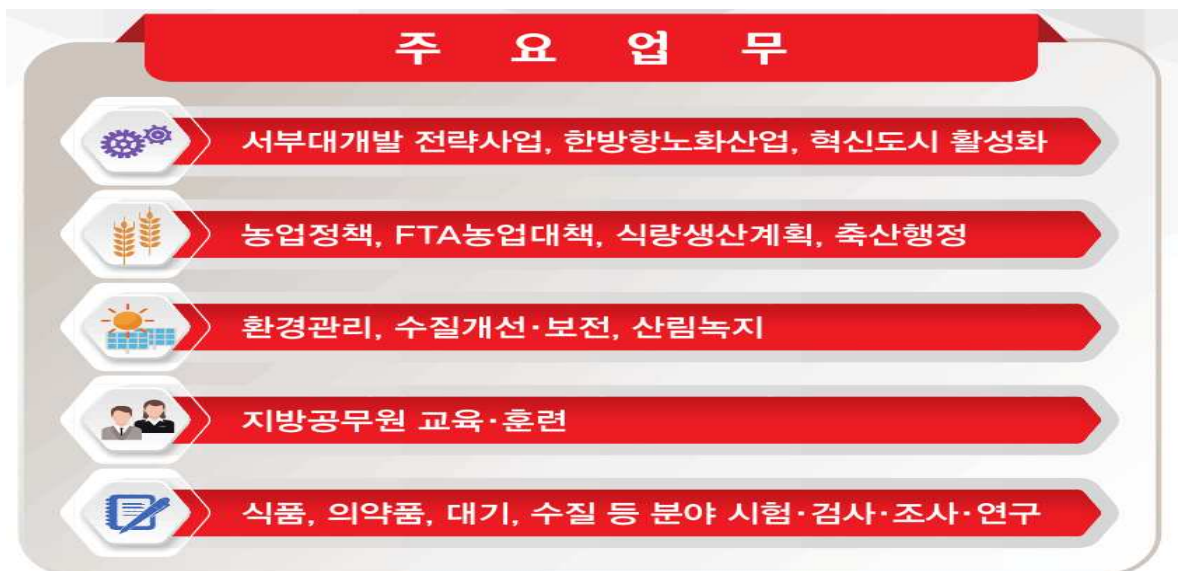 주 요 업 무
서부대개발 전략사업, 한방항노화산업, 혁신도시 활성화
농업정책, FTA농업대책, 식량생산계획, 축산행정
환경관리, 수질개선·보전, 산림녹지
지방공무원 교육·훈련
식품, 의약품, 대기, 수질 등 분야 시험·검사·조사·연구